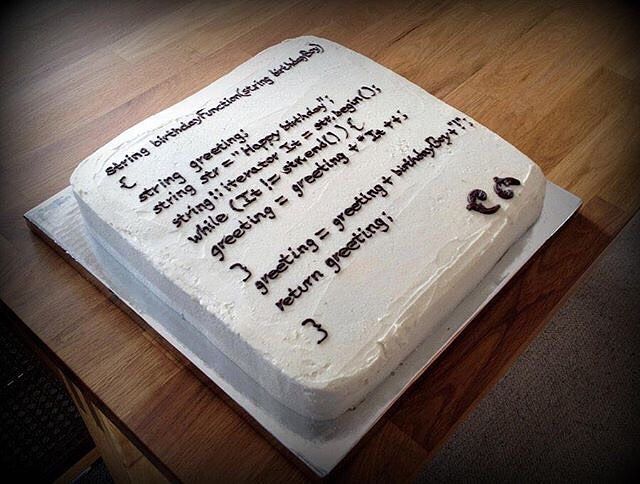 string birthdayFunction(string birthdayBoy)
{
string greeting;
string str = "Happy birthday";
string::iterator It = str.begin();
while (It != str.end()) {
greeting = greeting + *It++;
}
greeting = greeting + birthdayBoy + "!";
return greeting;
}